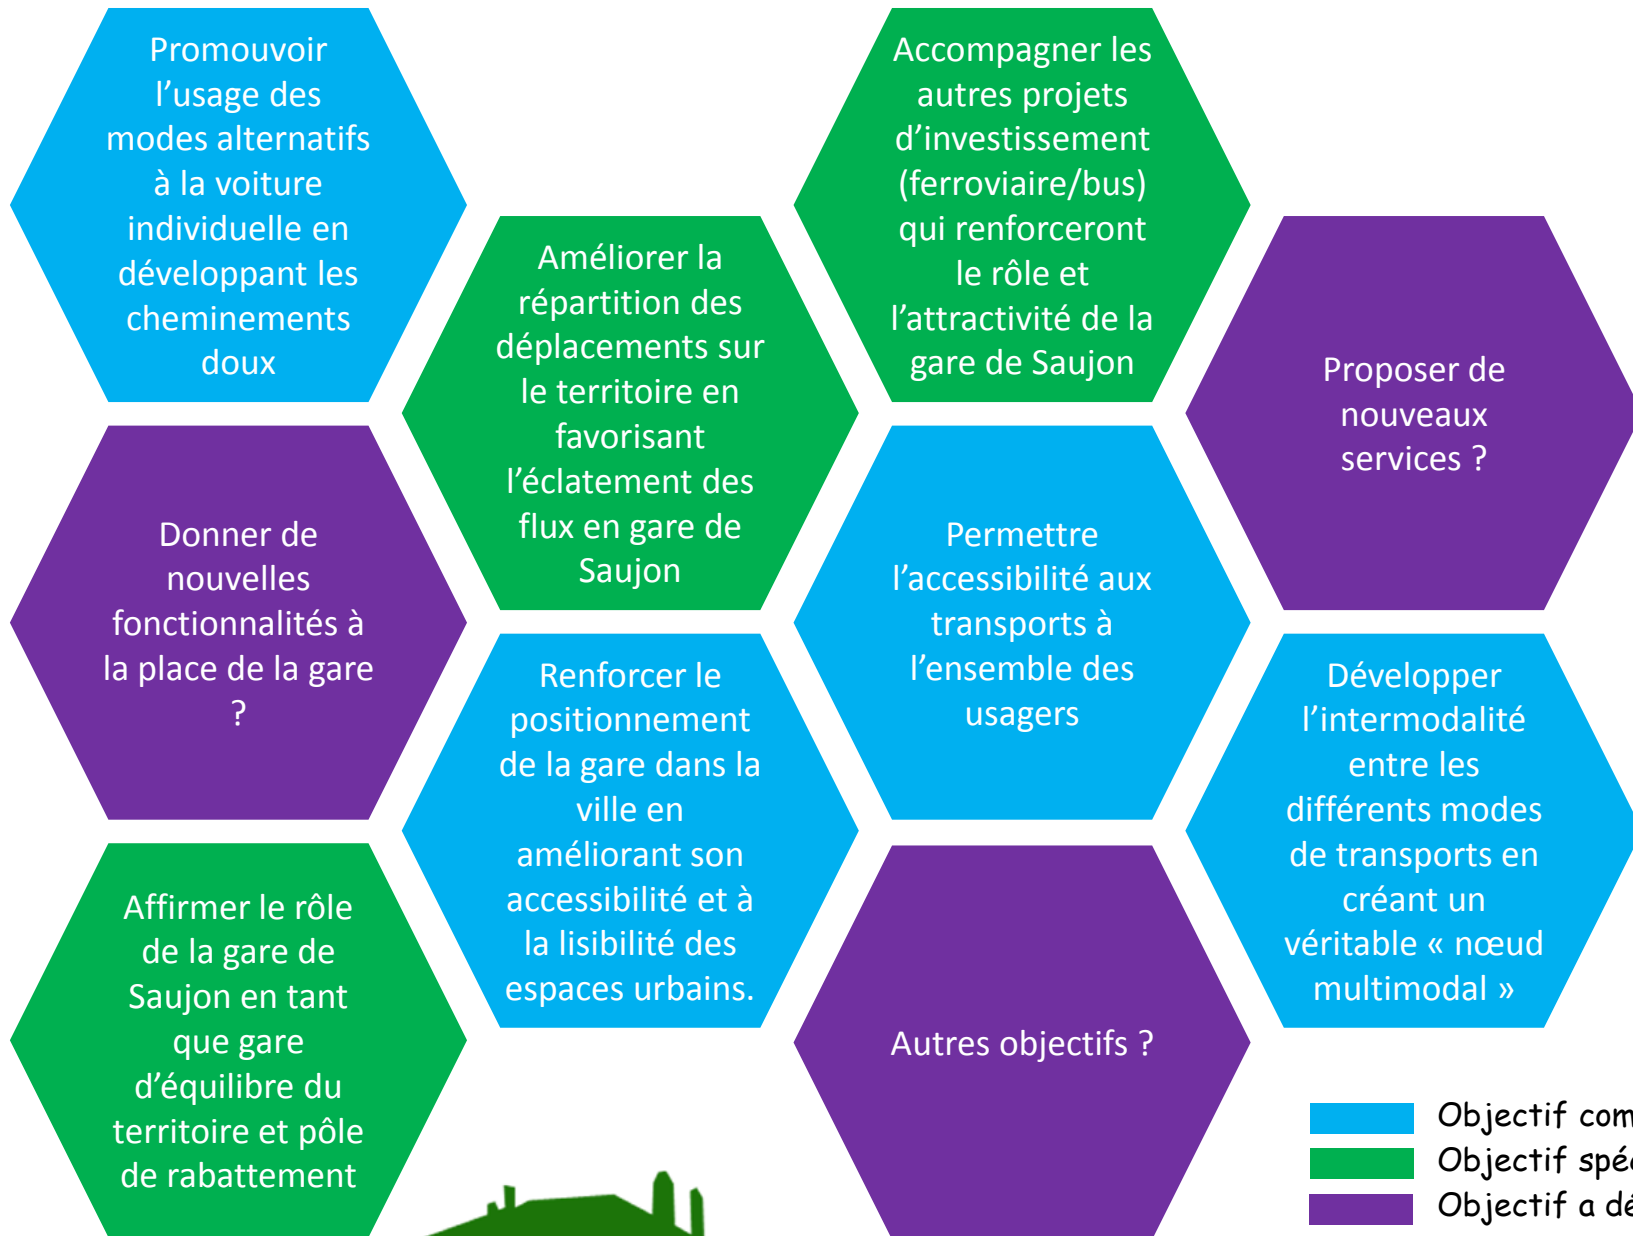 Promouvoir
l’usage des
modes alternatifs
à la voiture
individuelle en
développant les
cheminements
doux
Accompagner les
autres projets
d’investissement
(ferroviaire/bus)
qui renforceront
le rôle et
l’attractivité de la
gare de Saujon
Améliorer la
répartition des
déplacements sur
le territoire en
favorisant
l’éclatement des
flux en gare de
Saujon
Proposer de
nouveaux
services ?
Donner de
nouvelles
fonctionnalités à
la place de la gare
?
Permettre
l’accessibilité aux
transports à
l’ensemble des
usagers
Renforcer le
positionnement
de la gare dans la
ville en
améliorant son
accessibilité et à
la lisibilité des
espaces urbains.
Développer
l’intermodalité
entre les
différents modes
de transports en
créant un
véritable « nœud
multimodal »
Affirmer le rôle
de la gare de
Saujon en tant
que gare
d’équilibre du
territoire et pôle
de rabattement
Autres objectifs ?
Objectif
Objectif
Objectif a